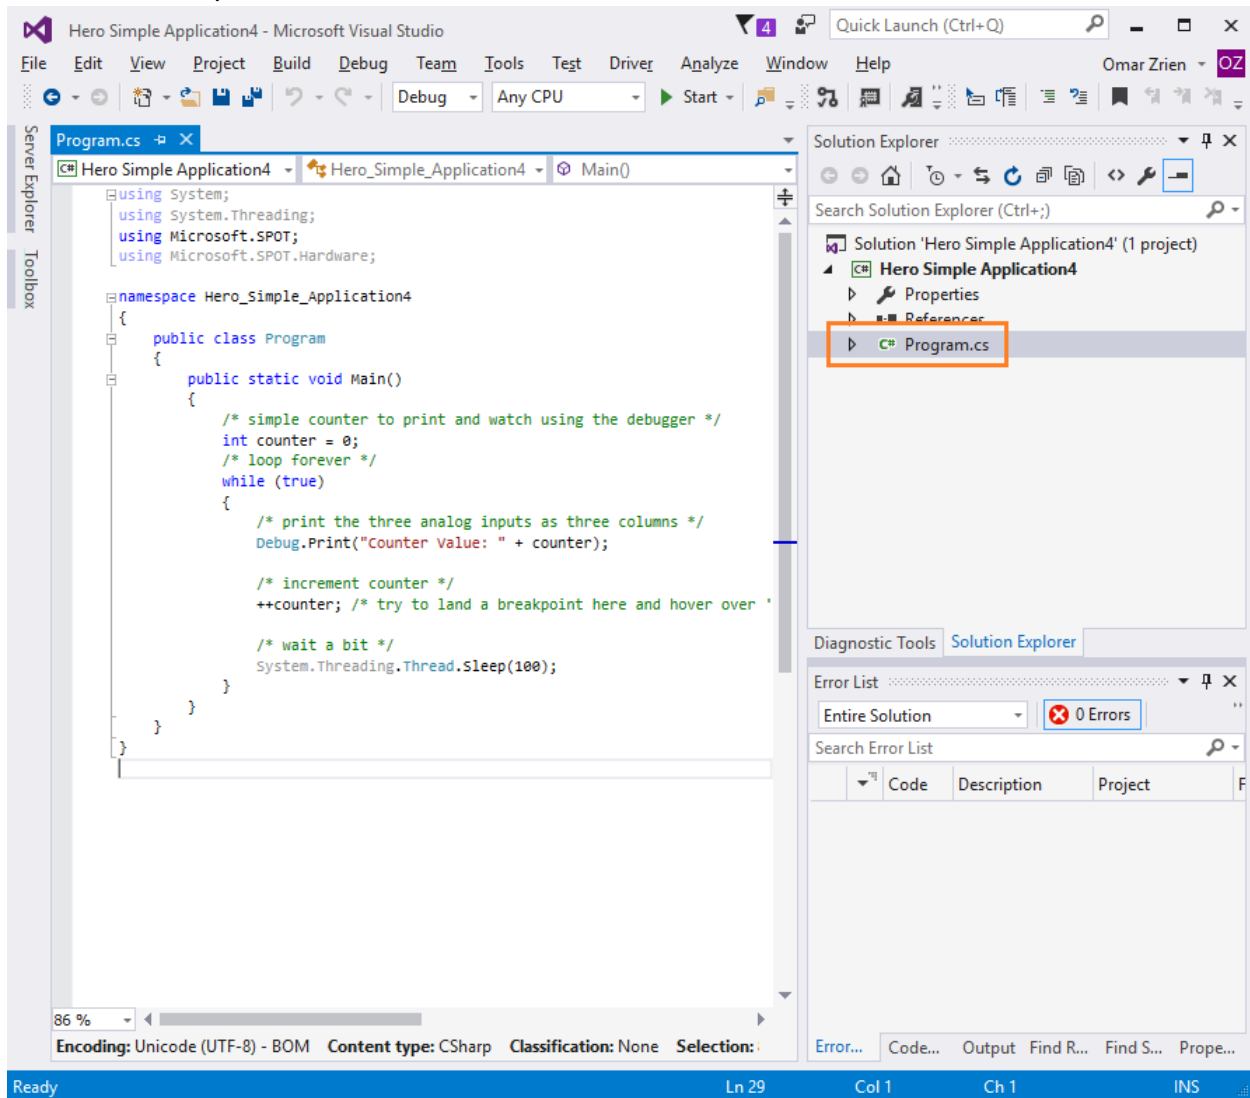 Hero Simple Application4 - Microsoft Visual Studio
4
Quick Launch (Ctrl+Q)
File Edit View Project Build Debug Team Tools Test Driver Analyze Window Help
Omar Zrien OZ
Debug Any CPU Start
Server Explorer
Toolbox
Program.cs
Hero Simple Application4 Hero_Simple_Application4 Main()
using System;
using System.Threading;
using Microsoft.SPOT;
using Microsoft.SPOT.Hardware;
namespace Hero_Simple_Application4
{
public class Program
{
public static void Main()
{
/* simple counter to print and watch using the debugger */
int counter = 0;
/* loop forever */
while (true)
{
/* print the three analog inputs as three columns */
Debug.Print("Counter Value: " + counter);
/* increment counter */
++counter; /* try to land a breakpoint here and hover over '
/* wait a bit */
System.Threading.Thread.Sleep(100);
}
}
}
}
86 %
Encoding: Unicode (UTF-8) - BOM Content type: CSharp Classification: None Selection:
Solution Explorer
Search Solution Explorer (Ctrl+;)
Solution 'Hero Simple Application4' (1 project)
C# Hero Simple Application4
Properties
References
C# Program.cs
Diagnostic Tools Solution Explorer
Error List
Entire Solution 0 Errors
Search Error List
Code Description Project F
Error... Code... Output Find R... Find S... Prope...
Ready Ln 29 Col 1 Ch 1 INS